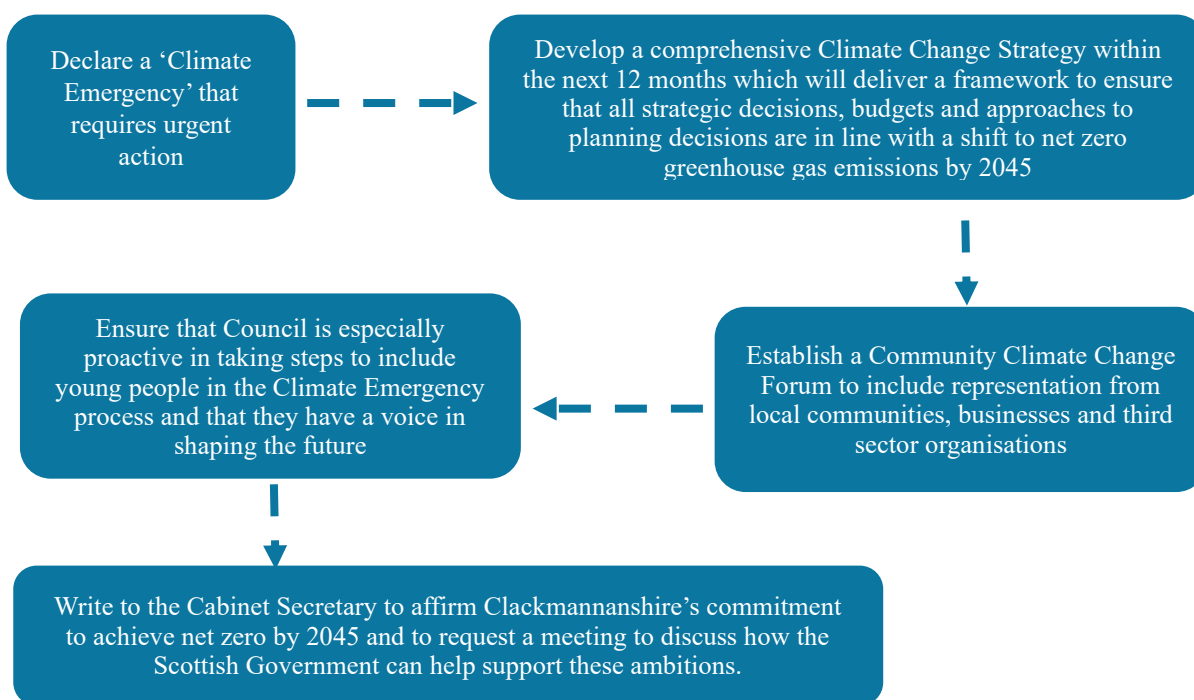 Declare a ‘Climate
Emergency’ that
requires urgent
action
Develop a comprehensive Climate Change Strategy within
the next 12 months which will deliver a framework to ensure
that all strategic decisions, budgets and approaches to
planning decisions are in line with a shift to net zero
greenhouse gas emissions by 2045
Establish a Community Climate Change
Forum to include representation from
local communities, businesses and third
sector organisations
Ensure that Council is especially
proactive in taking steps to include
young people in the Climate Emergency
process and that they have a voice in
shaping the future
Write to the Cabinet Secretary to affirm Clackmannanshire’s commitment
to achieve net zero by 2045 and to request a meeting to discuss how the
Scottish Government can help support these ambitions.